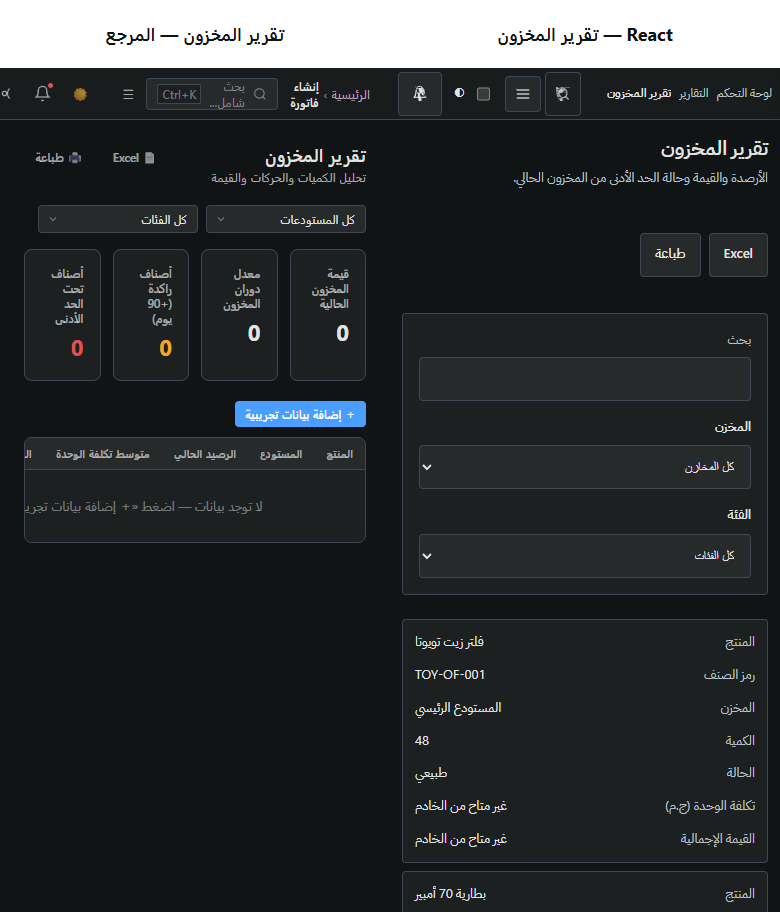 React — تقرير المخزون
لوحة التحكم التقارير تقرير المخزون
تقرير المخزون
الأرصدة والقيمة وحالة الحد الأدنى من المخزون الحالي.
Excel
طباعة
بحث
المخزن
كل المخازن
الفئة
كل الفئات
المنتج فلتر زيت تويوتا
رمز الصنف TOY-OF-001
المخزن المستودع الرئيسي
الكمية 48
الحالة طبيعي
تكلفة الوحدة (ج.م) غير متاح من الخادم
القيمة الإجمالية غير متاح من الخادم
المنتج بطارية 70 أمبير
تقرير المخزون — المرجع
الرئيسية › إنشاء فاتورة
بحث شامل... Ctrl+K
تقرير المخزون
تحليل الكميات والحركات والقيمة
Excel
طباعة
كل المستودعات
كل الفئات
قيمة المخزون الحالية
0
معدل دوران المخزون
0
أصناف راكدة (+90 يوم)
0
أصناف تحت الحد الأدنى
0
+ إضافة بيانات تجريبية
المنتج المستودع الرصيد الحالي متوسط تكلفة الوحدة
لا توجد بيانات — اضغط «+ إضافة بيانات